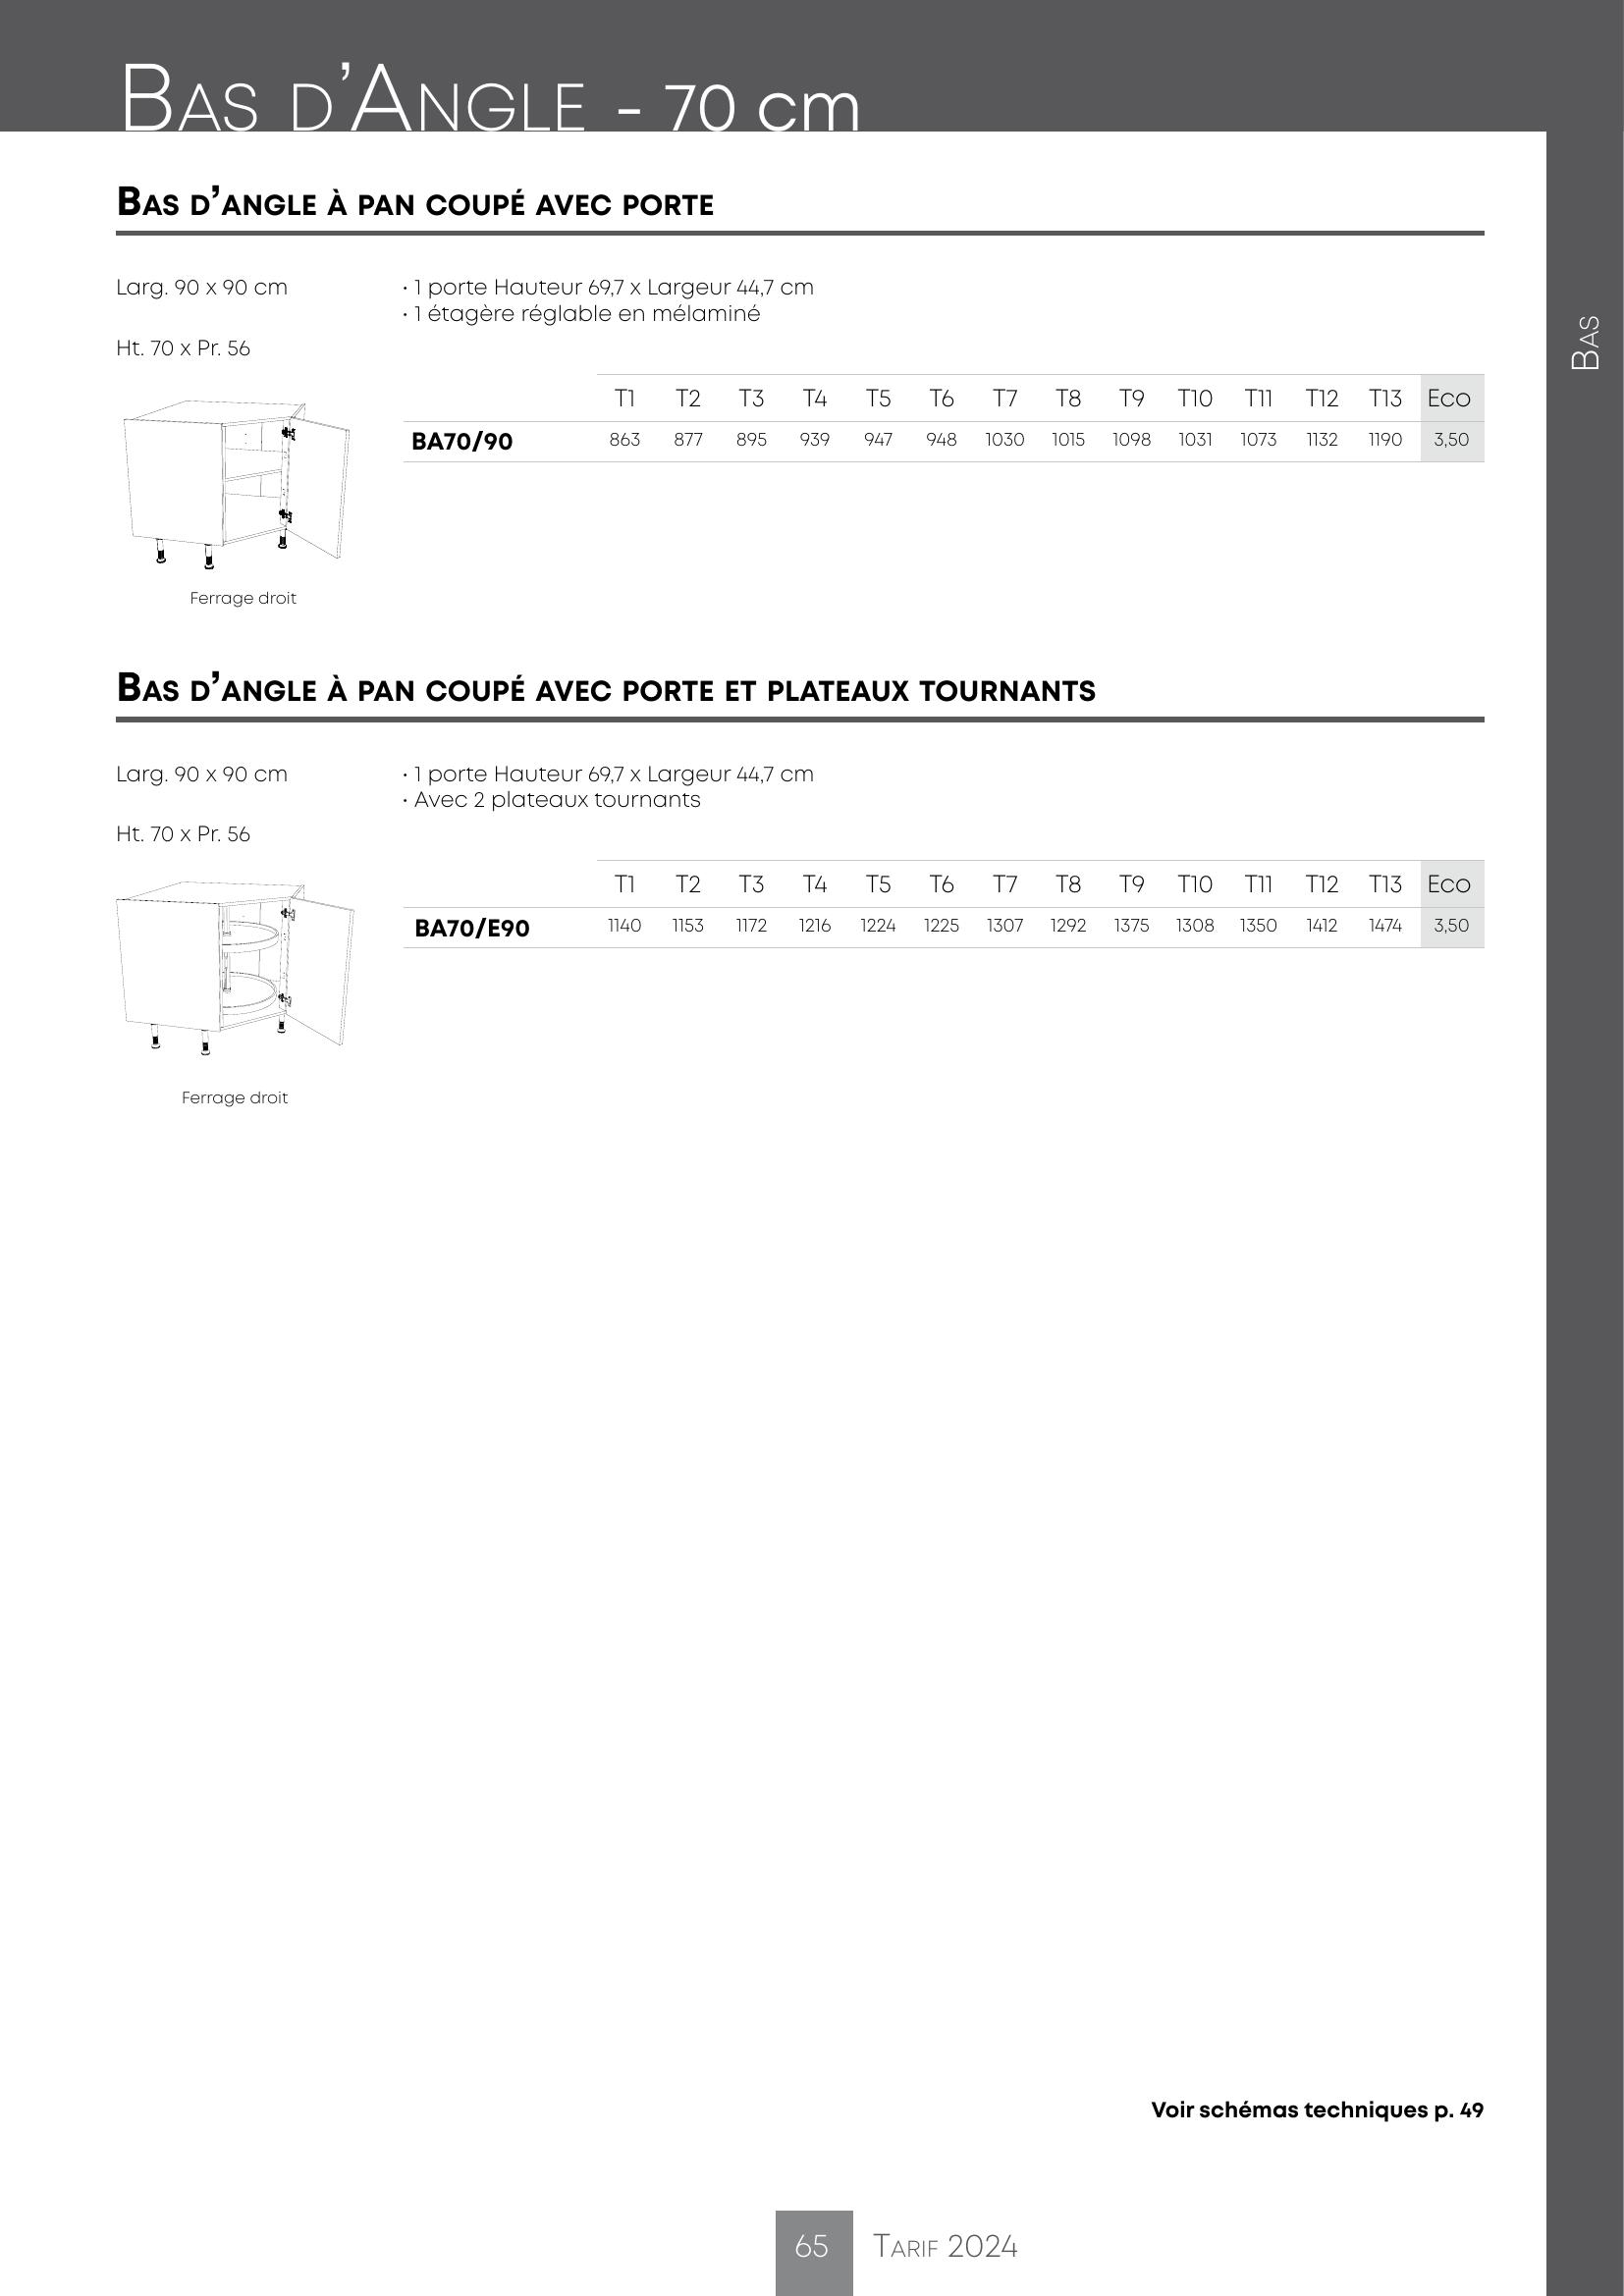 Bas d'Angle - 70 cm
Bas d'angle à pan coupé avec porte
Larg. 90 x 90 cm
· 1 porte Hauteur 69,7 x Largeur 44,7 cm
· 1 étagère réglable en mélaminé
Ht. 70 x Pr. 56
Bas
T1 T2 T3 T4 T5 T6 T7 T8 T9 T10 T11 T12 T13 Eco
BA70/90 863 877 895 939 947 948 1030 1015 1098 1031 1073 1132 1190 3,50
Ferrage droit
Bas d'angle à pan coupé avec porte et plateaux tournants
Larg. 90 x 90 cm
· 1 porte Hauteur 69,7 x Largeur 44,7 cm
· Avec 2 plateaux tournants
Ht. 70 x Pr. 56
T1 T2 T3 T4 T5 T6 T7 T8 T9 T10 T11 T12 T13 Eco
BA70/E90 1140 1153 1172 1216 1224 1225 1307 1292 1375 1308 1350 1412 1474 3,50
Ferrage droit
Voir schémas techniques p. 49
65 Tarif 2024